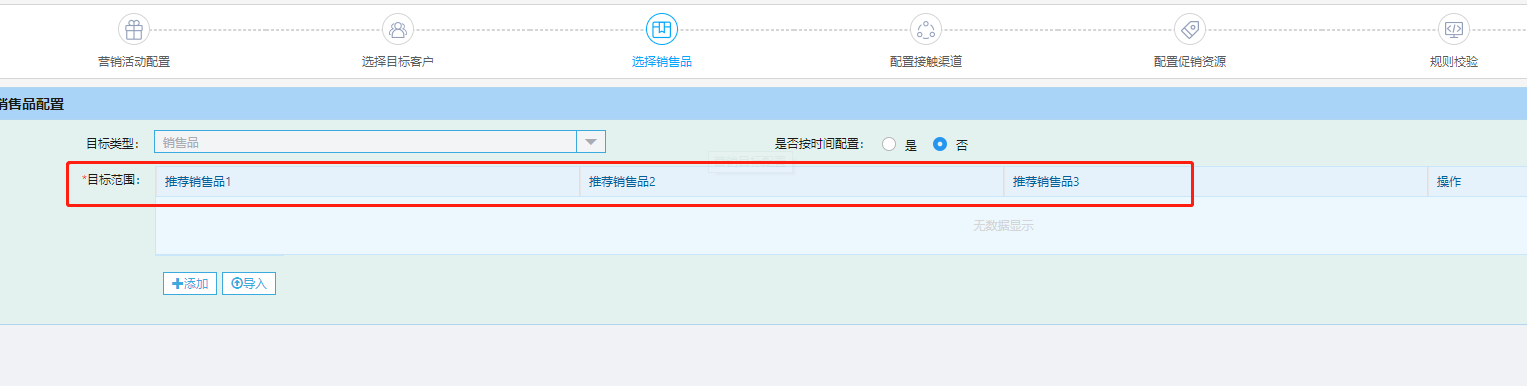 营销活动配置 选择目标客户 选择销售品 配置接触渠道 配置促销资源 规则校验
销售品配置
目标类型: 销售品 是否按时间配置: 是 否
*目标范围: 推荐销售品1 推荐销售品2 推荐销售品3 操作
无数据显示
添加 导入